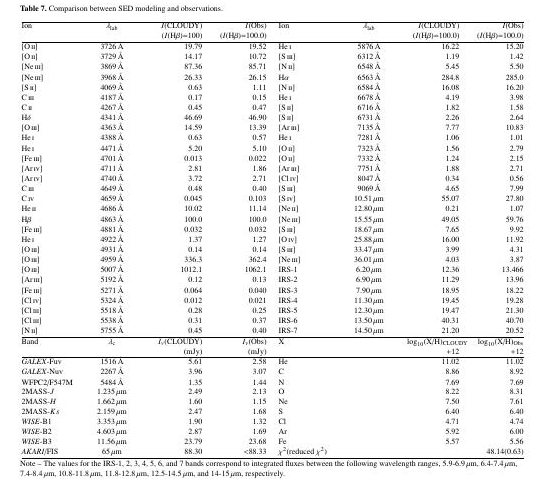 Table 7. Comparison between SED modeling and observations.
Ion λlab I(CLOUDY) I(Obs) Ion λlab I(CLOUDY) I(Obs)
(I(Hβ)=100) (I(Hβ)=100.0) (I(Hβ)=100.0) (I(Hβ)=100.0)
[O II] 3726 Å 19.79 19.52 He I 5876 Å 16.22 15.20
[O II] 3729 Å 14.17 10.72 [S III] 6312 Å 1.19 1.42
[Ne III] 3869 Å 87.36 85.71 [N II] 6548 Å 5.45 5.50
[Ne III] 3968 Å 26.33 26.15 Hα 6563 Å 284.8 285.0
[S II] 4069 Å 0.63 1.11 [N II] 6584 Å 16.08 16.20
C III 4187 Å 0.17 0.15 He I 6678 Å 4.19 3.98
C II 4267 Å 0.45 0.47 [S II] 6716 Å 1.82 1.58
Hδ 4341 Å 46.69 46.90 [S II] 6731 Å 2.26 2.64
[O III] 4363 Å 14.59 13.39 [Ar III] 7135 Å 7.77 10.83
He I 4388 Å 0.63 0.57 He I 7281 Å 1.06 1.01
He I 4471 Å 5.20 5.10 [O II] 7323 Å 1.56 2.79
[Fe III] 4701 Å 0.013 0.022 [O II] 7332 Å 1.24 2.15
[Ar IV] 4711 Å 2.81 1.86 [Ar III] 7751 Å 1.88 2.71
[Ar IV] 4740 Å 3.72 2.71 [Cl IV] 8047 Å 0.34 0.56
C III 4649 Å 0.48 0.40 [S III] 9069 Å 4.65 7.99
C IV 4659 Å 0.045 0.103 [S IV] 10.51 μm 55.07 27.80
He II 4686 Å 10.02 11.14 [Ne II] 12.80 μm 0.21 1.07
Hβ 4863 Å 100.0 100.0 [Ne III] 15.55 μm 49.05 59.76
[Fe III] 4881 Å 0.032 0.032 [S III] 18.67 μm 7.65 9.92
He I 4922 Å 1.37 1.27 [O IV] 25.88 μm 16.00 11.92
[O III] 4931 Å 0.14 0.14 [S III] 33.47 μm 3.99 4.31
[O III] 4959 Å 336.3 362.4 [Ne III] 36.01 μm 4.03 3.87
[O III] 5007 Å 1012.1 1062.1 IRS-1 6.20 μm 12.36 13.466
[Ar III] 5192 Å 0.12 0.13 IRS-2 6.90 μm 11.29 13.96
[Fe III] 5271 Å 0.064 0.040 IRS-3 7.90 μm 18.95 18.22
[Cl IV] 5324 Å 0.012 0.021 IRS-4 11.30 μm 19.45 19.28
[Cl III] 5518 Å 0.28 0.25 IRS-5 12.30 μm 19.47 21.30
[Cl III] 5538 Å 0.31 0.37 IRS-6 13.50 μm 40.31 40.70
[N II] 5755 Å 0.45 0.40 IRS-7 14.50 μm 21.20 20.52
Band λc Iν(CLOUDY) Iν(Obs) X log10(X/H)CLOUDY log10(X/H)Obs
(mJy) (mJy) +12 +12
GALEX-Fuv 1516 Å 5.61 2.58 He 11.02 11.02
GALEX-Nuv 2267 Å 3.96 3.07 C 8.86 8.92
WFPC2/F547M 5484 Å 1.35 1.44 N 7.69 7.69
2MASS-J 1.235 μm 2.49 2.13 O 8.22 8.31
2MASS-H 1.662 μm 1.60 1.15 Ne 7.50 7.61
2MASS-Ks 2.159 μm 2.47 1.68 S 6.40 6.40
WISE-B1 3.353 μm 1.90 1.32 Cl 4.71 4.74
WISE-B2 4.603 μm 2.87 1.69 Ar 5.92 6.00
WISE-B3 11.56 μm 23.79 23.68 Fe 5.57 5.56
AKARI/FIS 65 μm 88.30 <88.33 χ²(reduced χ²) 48.14(0.63)
Note – The values for the IRS-1, 2, 3, 4, 5, 6, and 7 bands correspond to integrated fluxes between the following wavelength ranges, 5.9-6.9 μm, 6.4-7.4 μm,
7.4-8.4 μm, 10.8-11.8 μm, 11.8-12.8 μm, 12.5-14.5 μm, and 14-15 μm, respectively.